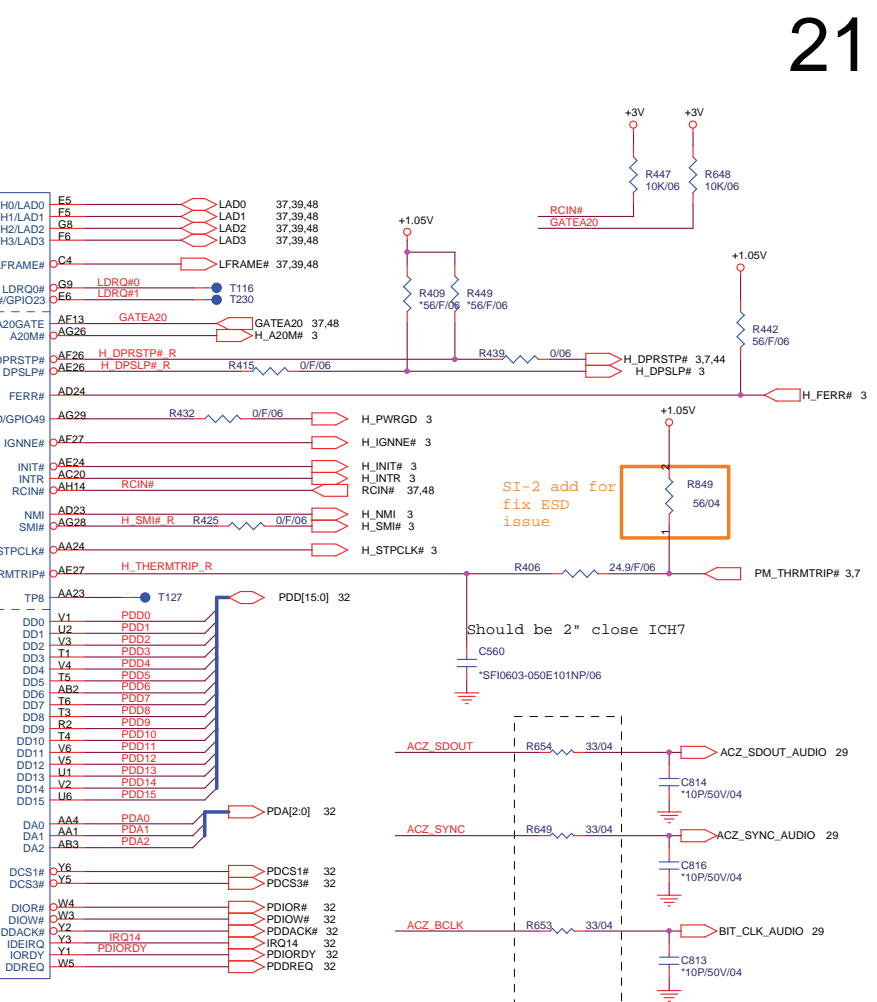 21
+3V +3V
R447 10K/06 R648 10K/06
RCIN#
GATEA20
H0/LAD0 E5 LAD0 37,39,48
H1/LAD1 F5 LAD1 37,39,48
H2/LAD2 G8 LAD2 37,39,48
H3/LAD3 F6 LAD3 37,39,48
FRAME# C4 LFRAME# 37,39,48
LDRQ0# G9 LDRQ#0 T116
#/GPIO23 E6 LDRQ#1 T230
+1.05V
R409 *56/F/06 R449 *56/F/06
+1.05V
R442 56/F/06
A20GATE AF13 GATEA20 GATEA20 37,48
A20M# AG26 H_A20M# 3
DPRSTP# AF26 H_DPRSTP#_R R439 0/06 H_DPRSTP# 3,7,44
DPSLP# AE26 H_DPSLP#_R R415 0/F/06 H_DPSLP# 3
FERR# AD24 H_FERR# 3
D/GPIO49 AG29 R432 0/F/06 H_PWRGD 3
+1.05V
IGNNE# AE27 H_IGNNE# 3
INIT# AE24 H_INIT# 3
INTR AC20 H_INTR 3
RCIN# AH14 RCIN# RCIN# 37,48
2
R849
56/04
1
SI-2 add for
fix ESD
issue
NMI AD23 H_NMI 3
SMI# AG28 H_SMI#_R R425 0/F/06 H_SMI# 3
STPCLK# AA24 H_STPCLK# 3
RMTRIP# AE27 H_THERMTRIP_R R406 24.9/F/06 PM_THRMTRIP# 3,7
TP8 AA23 T127 PDD[15:0] 32
Should be 2" close ICH7
C560
*SFI0603-050E101NP/06
DD0 V1 PDD0
DD1 U2 PDD1
DD2 V3 PDD2
DD3 T1 PDD3
DD4 V4 PDD4
DD5 T5 PDD5
DD6 AB2 PDD6
DD7 T6 PDD7
DD8 T3 PDD8
DD9 R2 PDD9
DD10 T4 PDD10
DD11 V6 PDD11
DD12 V5 PDD12
DD13 U1 PDD13
DD14 V2 PDD14
DD15 U6 PDD15
ACZ_SDOUT R654 33/04 ACZ_SDOUT_AUDIO 29
C814
*10P/50V/04
DA0 AA4 PDA0 PDA[2:0] 32
DA1 AA1 PDA1
DA2 AB3 PDA2
ACZ_SYNC R649 33/04 ACZ_SYNC_AUDIO 29
C816
*10P/50V/04
DCS1# Y6 PDCS1# 32
DCS3# Y5 PDCS3# 32
DIOR# W4 PDIOR# 32
DIOW# W3 PDIOW# 32
DDACK# Y2 PDDACK# 32
IDEIRQ Y3 IRQ14 IRQ14 32
IORDY Y1 PDIORDY PDIORDY 32
DDREQ W5 PDDREQ 32
ACZ_BCLK R653 33/04 BIT_CLK_AUDIO 29
C813
*10P/50V/04